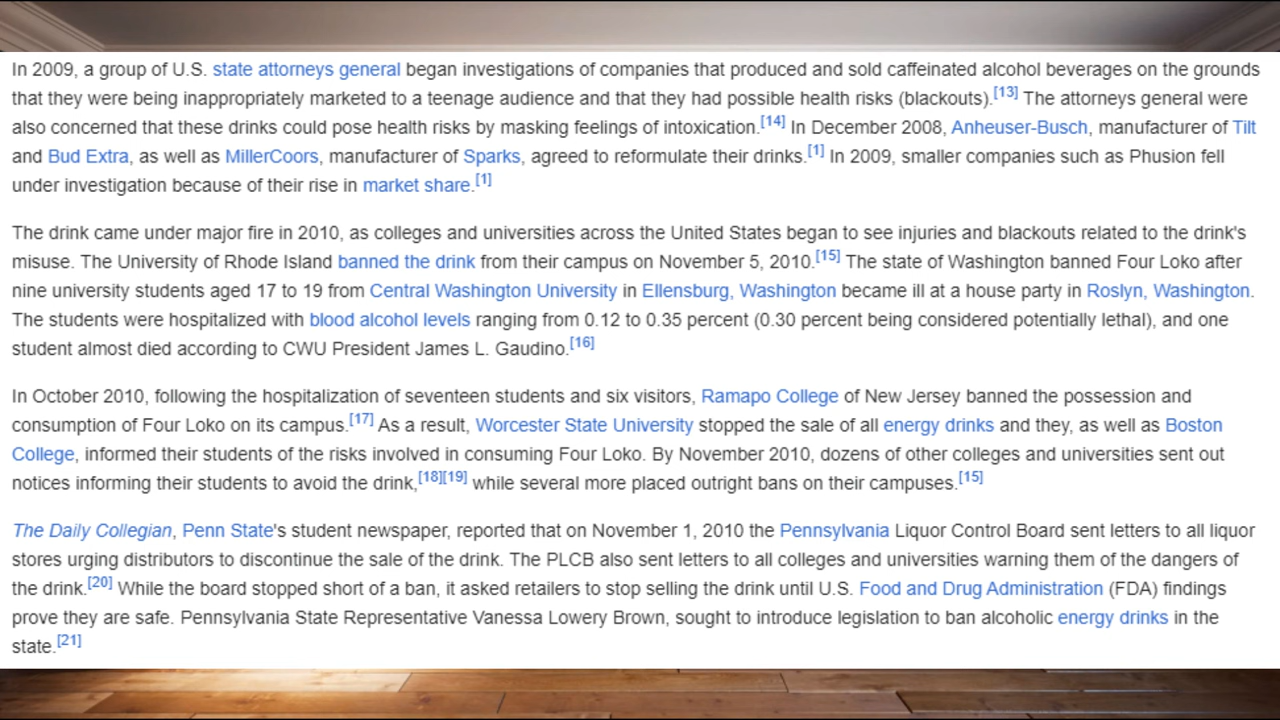 In 2009, a group of U.S. state attorneys general began investigations of companies that produced and sold caffeinated alcohol beverages on the grounds
that they were being inappropriately marketed to a teenage audience and that they had possible health risks (blackouts).[13] The attorneys general were
also concerned that these drinks could pose health risks by masking feelings of intoxication.[14] In December 2008, Anheuser-Busch, manufacturer of Tilt
and Bud Extra, as well as MillerCoors, manufacturer of Sparks, agreed to reformulate their drinks.[1] In 2009, smaller companies such as Phusion fell
under investigation because of their rise in market share.[1]
The drink came under major fire in 2010, as colleges and universities across the United States began to see injuries and blackouts related to the drink's
misuse. The University of Rhode Island banned the drink from their campus on November 5, 2010.[15] The state of Washington banned Four Loko after
nine university students aged 17 to 19 from Central Washington University in Ellensburg, Washington became ill at a house party in Roslyn, Washington.
The students were hospitalized with blood alcohol levels ranging from 0.12 to 0.35 percent (0.30 percent being considered potentially lethal), and one
student almost died according to CWU President James L. Gaudino.[16]
In October 2010, following the hospitalization of seventeen students and six visitors, Ramapo College of New Jersey banned the possession and
consumption of Four Loko on its campus.[17] As a result, Worcester State University stopped the sale of all energy drinks and they, as well as Boston
College, informed their students of the risks involved in consuming Four Loko. By November 2010, dozens of other colleges and universities sent out
notices informing their students to avoid the drink,[18][19] while several more placed outright bans on their campuses.[15]
The Daily Collegian, Penn State's student newspaper, reported that on November 1, 2010 the Pennsylvania Liquor Control Board sent letters to all liquor
stores urging distributors to discontinue the sale of the drink. The PLCB also sent letters to all colleges and universities warning them of the dangers of
the drink.[20] While the board stopped short of a ban, it asked retailers to stop selling the drink until U.S. Food and Drug Administration (FDA) findings
prove they are safe. Pennsylvania State Representative Vanessa Lowery Brown, sought to introduce legislation to ban alcoholic energy drinks in the
state.[21]